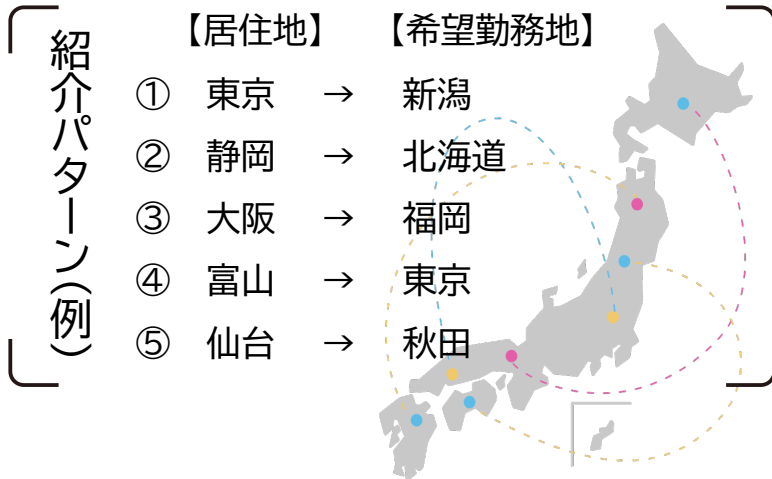 紹介パターン(例)
【居住地】 【希望勤務地】
① 東京 → 新潟
② 静岡 → 北海道
③ 大阪 → 福岡
④ 富山 → 東京
⑤ 仙台 → 秋田